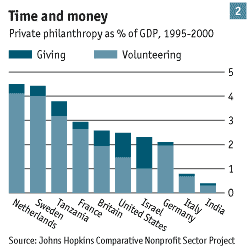 2
Time and money
Private philanthropy as % of GDP, 1995-2000
Giving Volunteering
5
4
3
2
1
0
Netherlands
Sweden
Tanzania
France
Britain
United States
Israel
Germany
Italy
India
Source: Johns Hopkins Comparative Nonprofit Sector Project